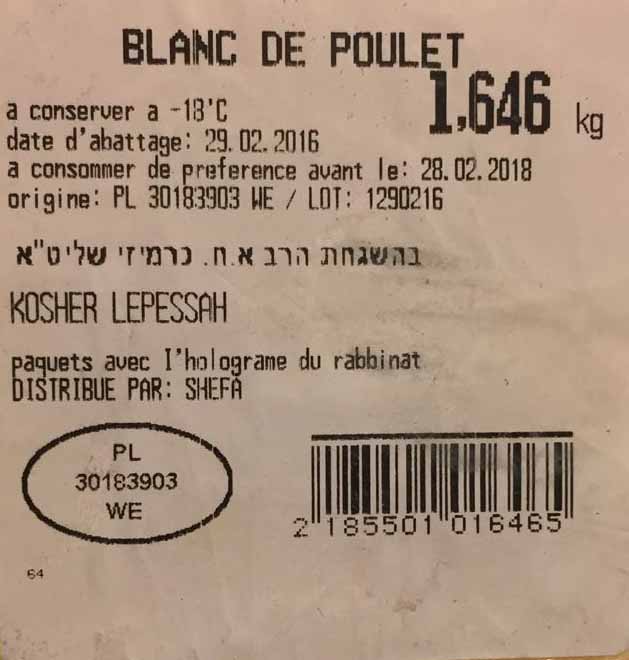 BLANC DE POULET
1,646 kg
a conserver a -18'C
date d'abattage: 29.02.2016
a consommer de preference avant le: 28.02.2018
origine: PL 30183903 WE / LOT: 1290216
בהשגחת הרב א.ח. כרמיזי שליט"א
KOSHER LEPESSAH
paquets avec l'holograme du rabbinat
DISTRIBUE PAR: SHEFA
PL
30183903
WE
2 185501 016465
64